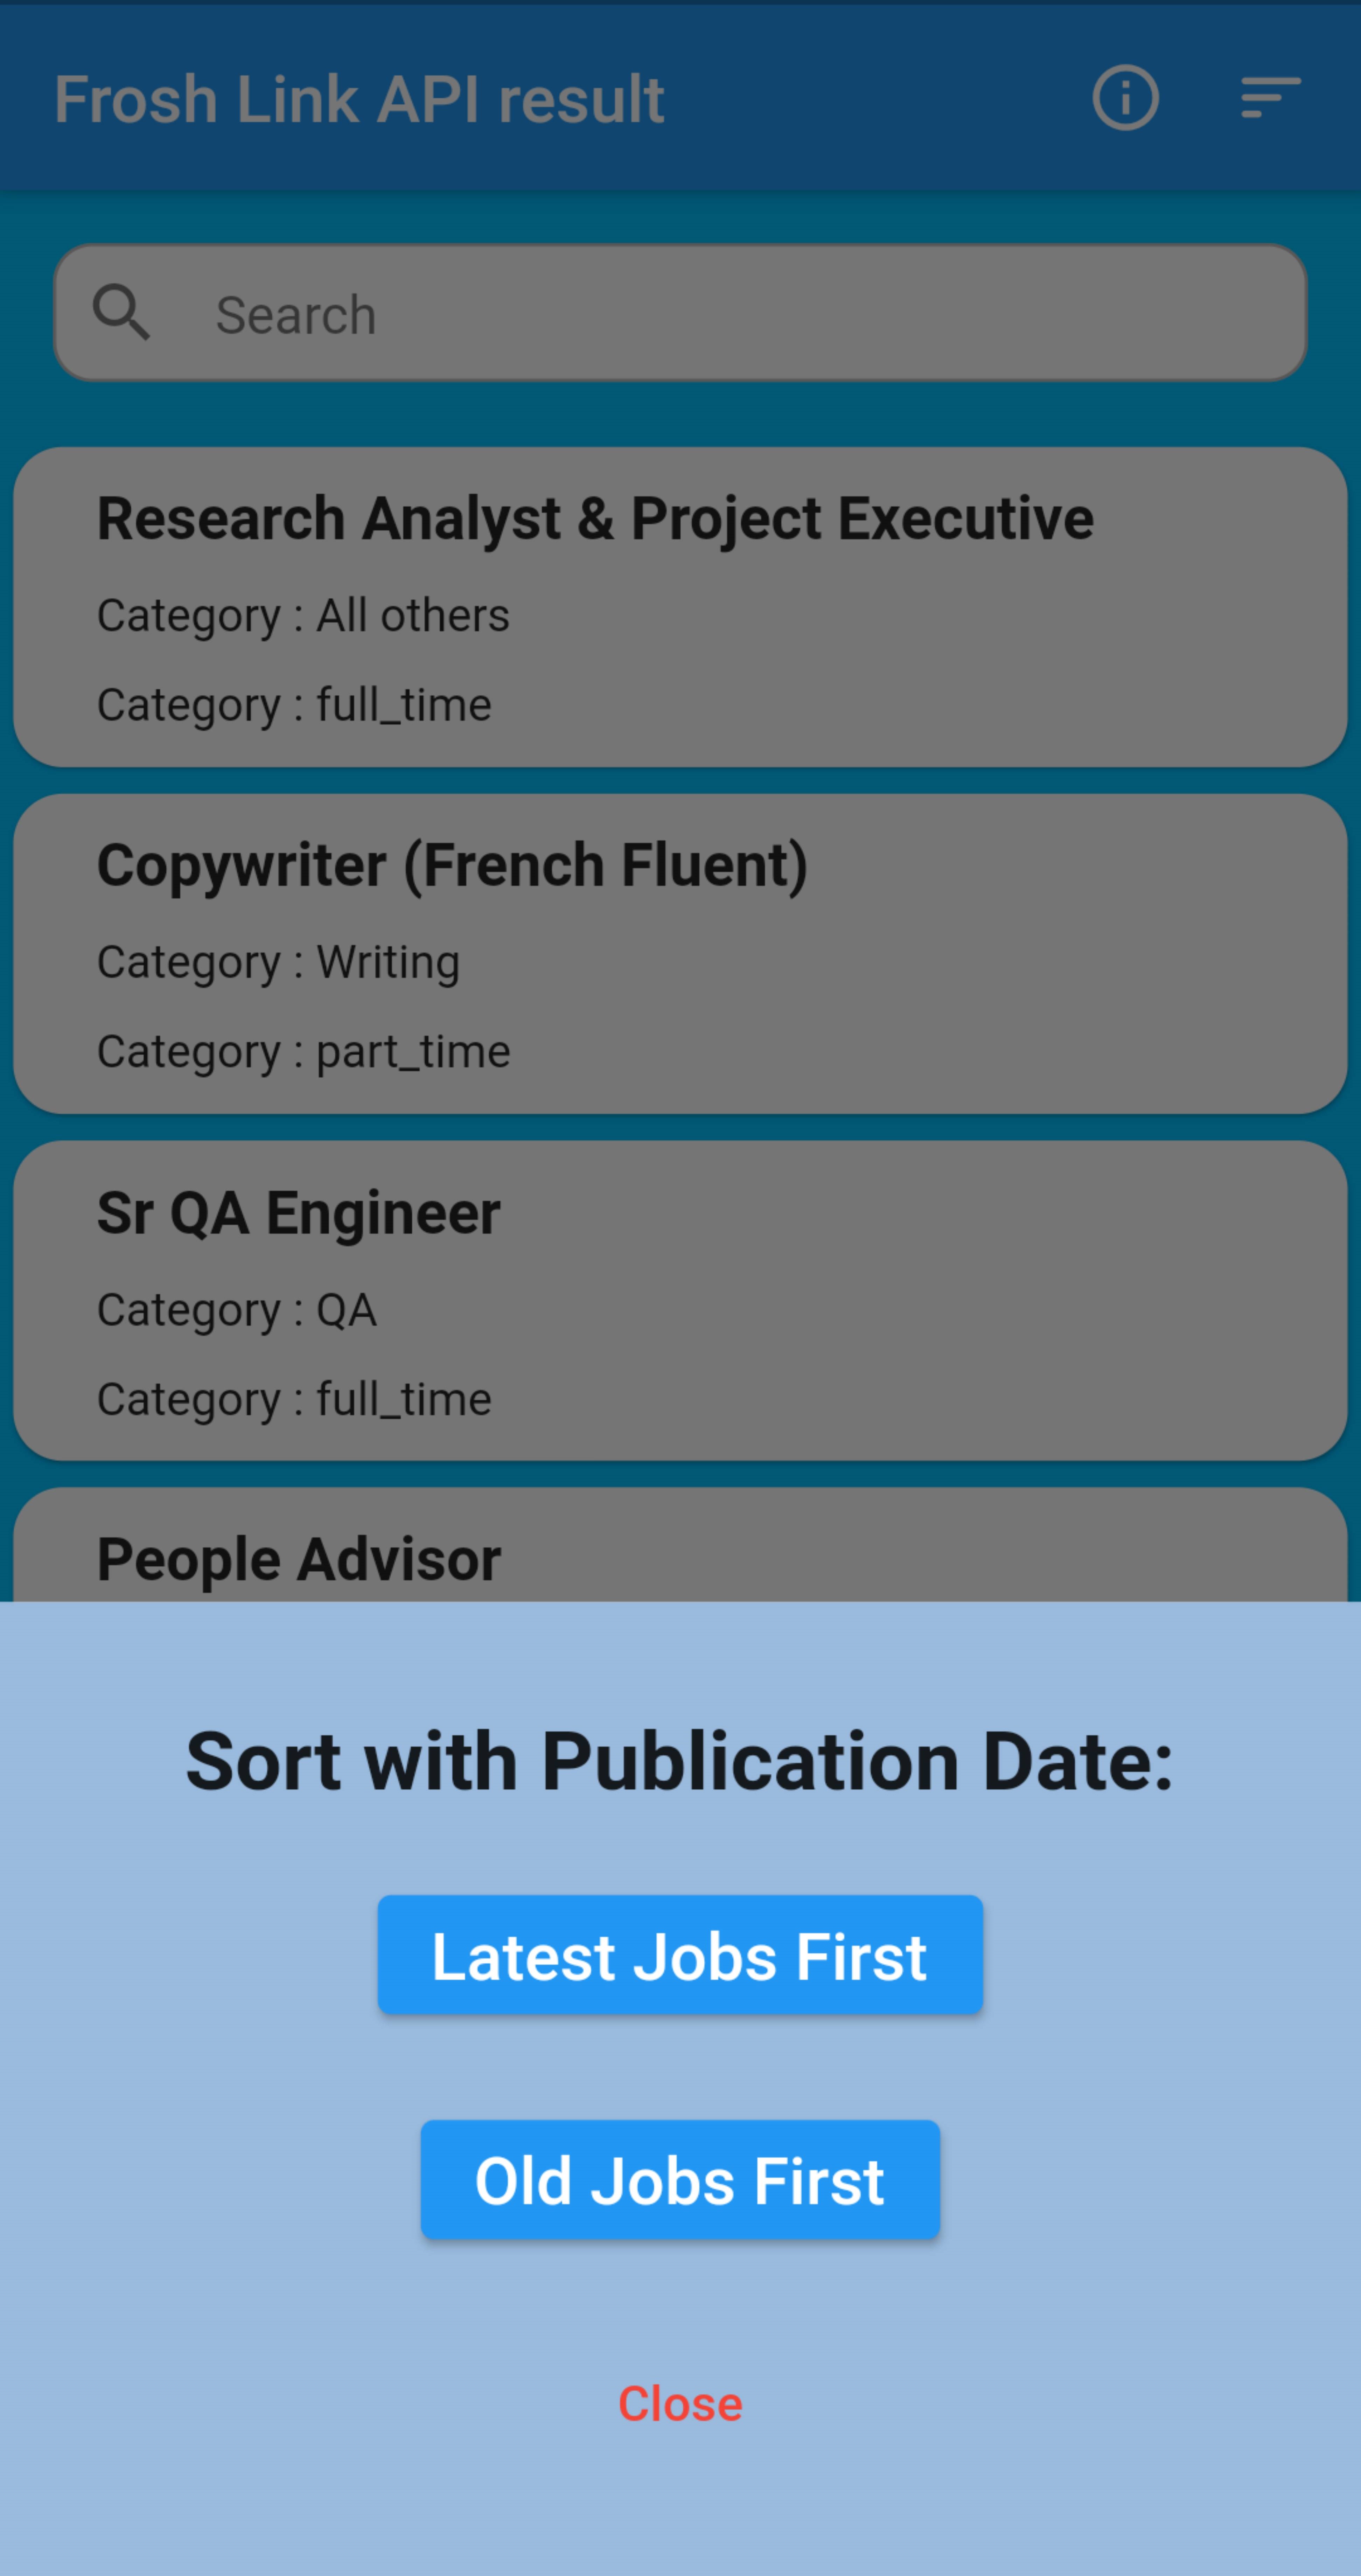 Frosh Link API result
Search
Research Analyst & Project Executive
Category : All others
Category : full_time
Copywriter (French Fluent)
Category : Writing
Category : part_time
Sr QA Engineer
Category : QA
Category : full_time
People Advisor
Sort with Publication Date:
Latest Jobs First
Old Jobs First
Close